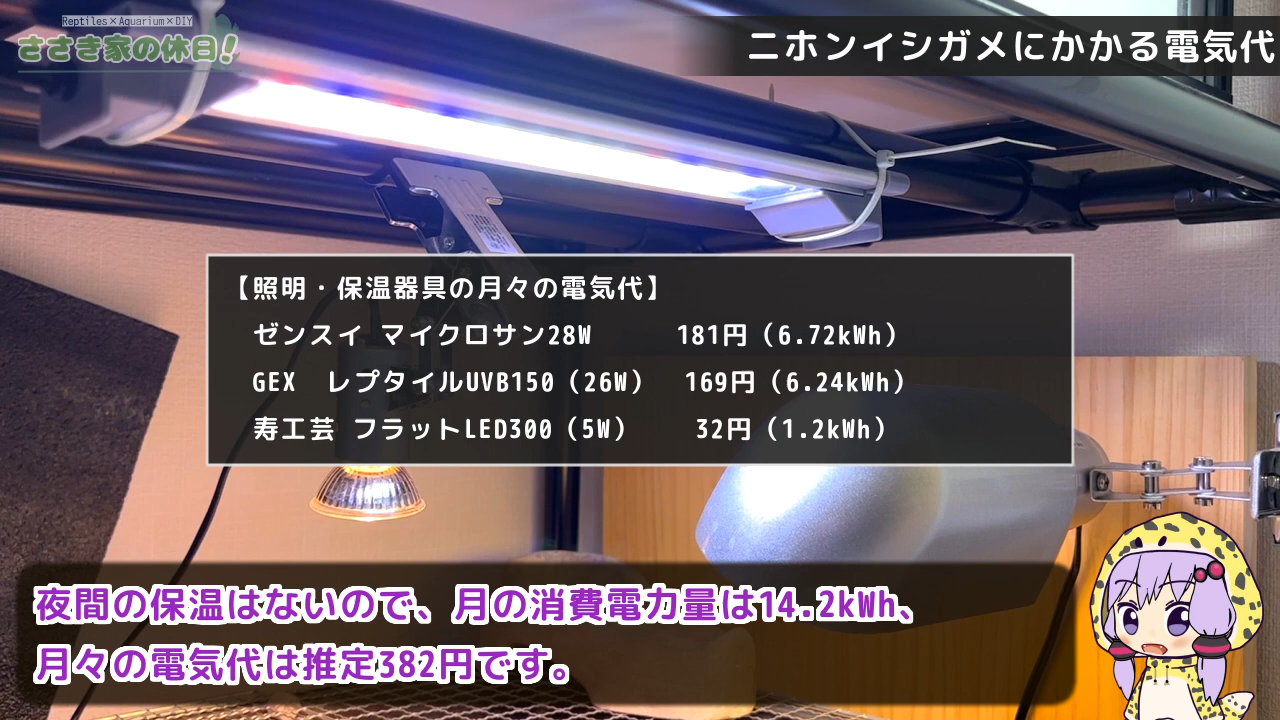 Reptiles×Aquarium×DIY
ささき家の休日!
ニホンイシガメにかかる電気代
【照明・保温器具の月々の電気代】
ゼンスイ マイクロサン28W 181円（6.72kWh）
GEX レプタイルUVB150（26W） 169円（6.24kWh）
寿工芸 フラットLED300（5W） 32円（1.2kWh）
夜間の保温はないので、月の消費電力量は14.2kWh、
月々の電気代は推定382円です。